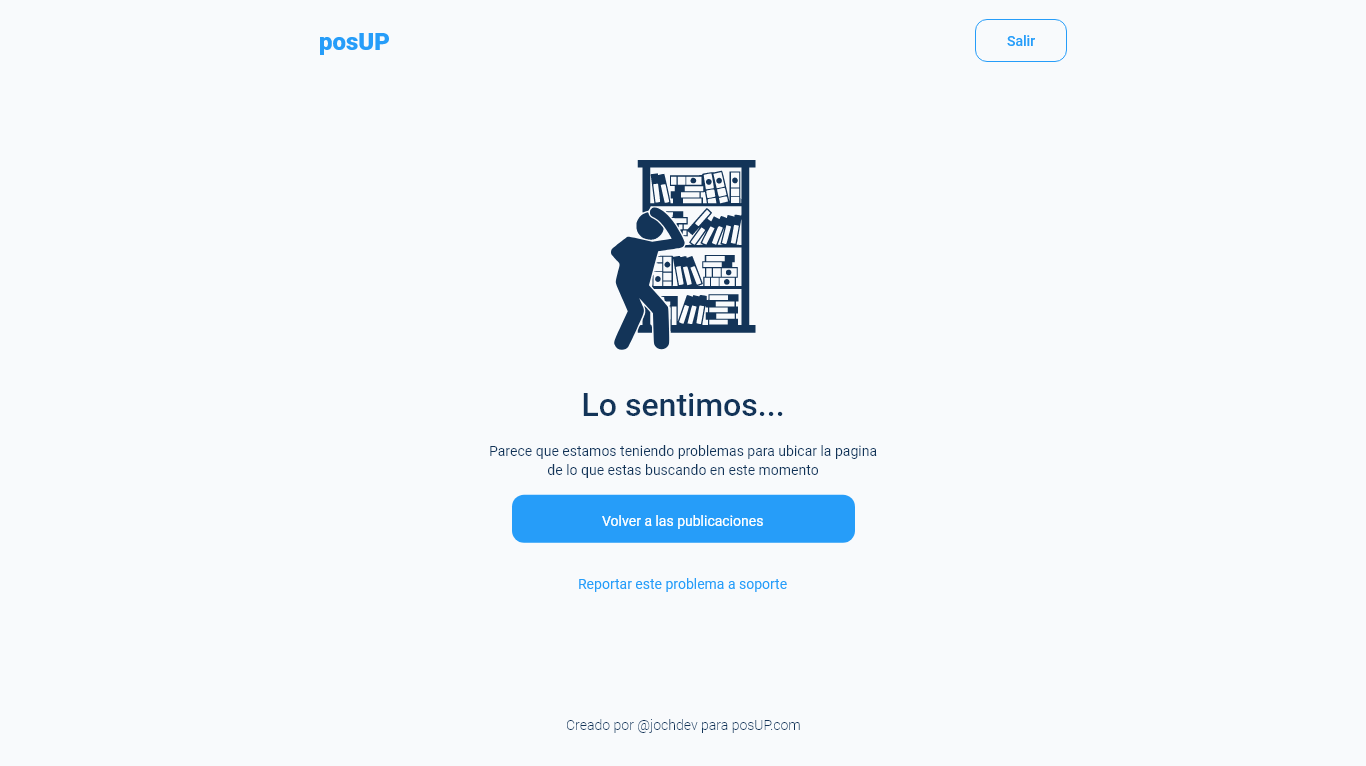 posUP
Salir
Lo sentimos...
Parece que estamos teniendo problemas para ubicar la pagina
de lo que estas buscando en este momento
Volver a las publicaciones
Reportar este problema a soporte
Creado por @jochdev para posUP.com